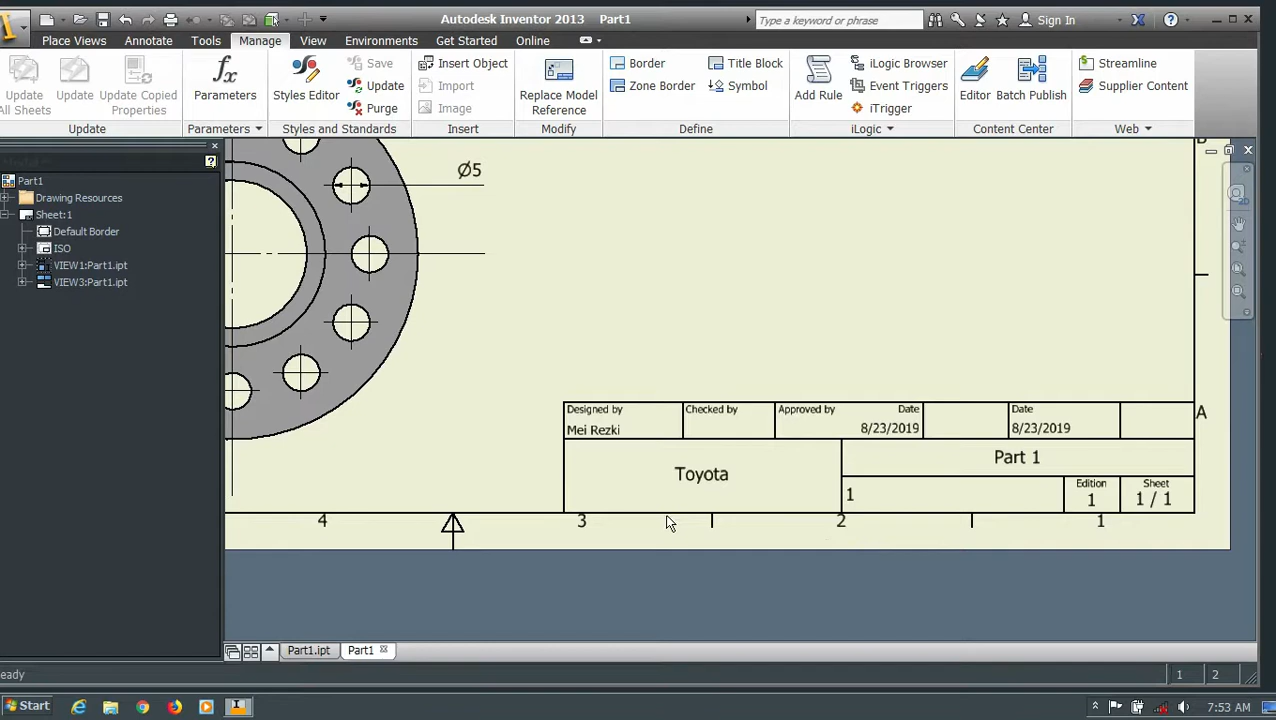 Autodesk Inventor 2013 Part1
Type a keyword or phrase
Sign In
Place Views Annotate Tools Manage View Environments Get Started Online
Update All Sheets
Update
Update Copied Properties
Update
fx
Parameters
Parameters
Styles Editor
Save
Update
Purge
Styles and Standards
Insert Object
Import
Image
Insert
Replace Model Reference
Modify
Border
Zone Border
Title Block
Symbol
Define
Add Rule
iLogic Browser
Event Triggers
iTrigger
iLogic
Editor
Batch Publish
Content Center
Streamline
Supplier Content
Web
Part1
Drawing Resources
Sheet:1
Default Border
ISO
VIEW1:Part1.ipt
VIEW3:Part1.ipt
Ø5
Designed by
Mei Rezki
Checked by
Approved by
Date
8/23/2019
Date
8/23/2019
A
Toyota
Part 1
1
Edition
1
Sheet
1 / 1
4 3 2 1
Part1.ipt Part1
eady
1 2
Start
7:53 AM